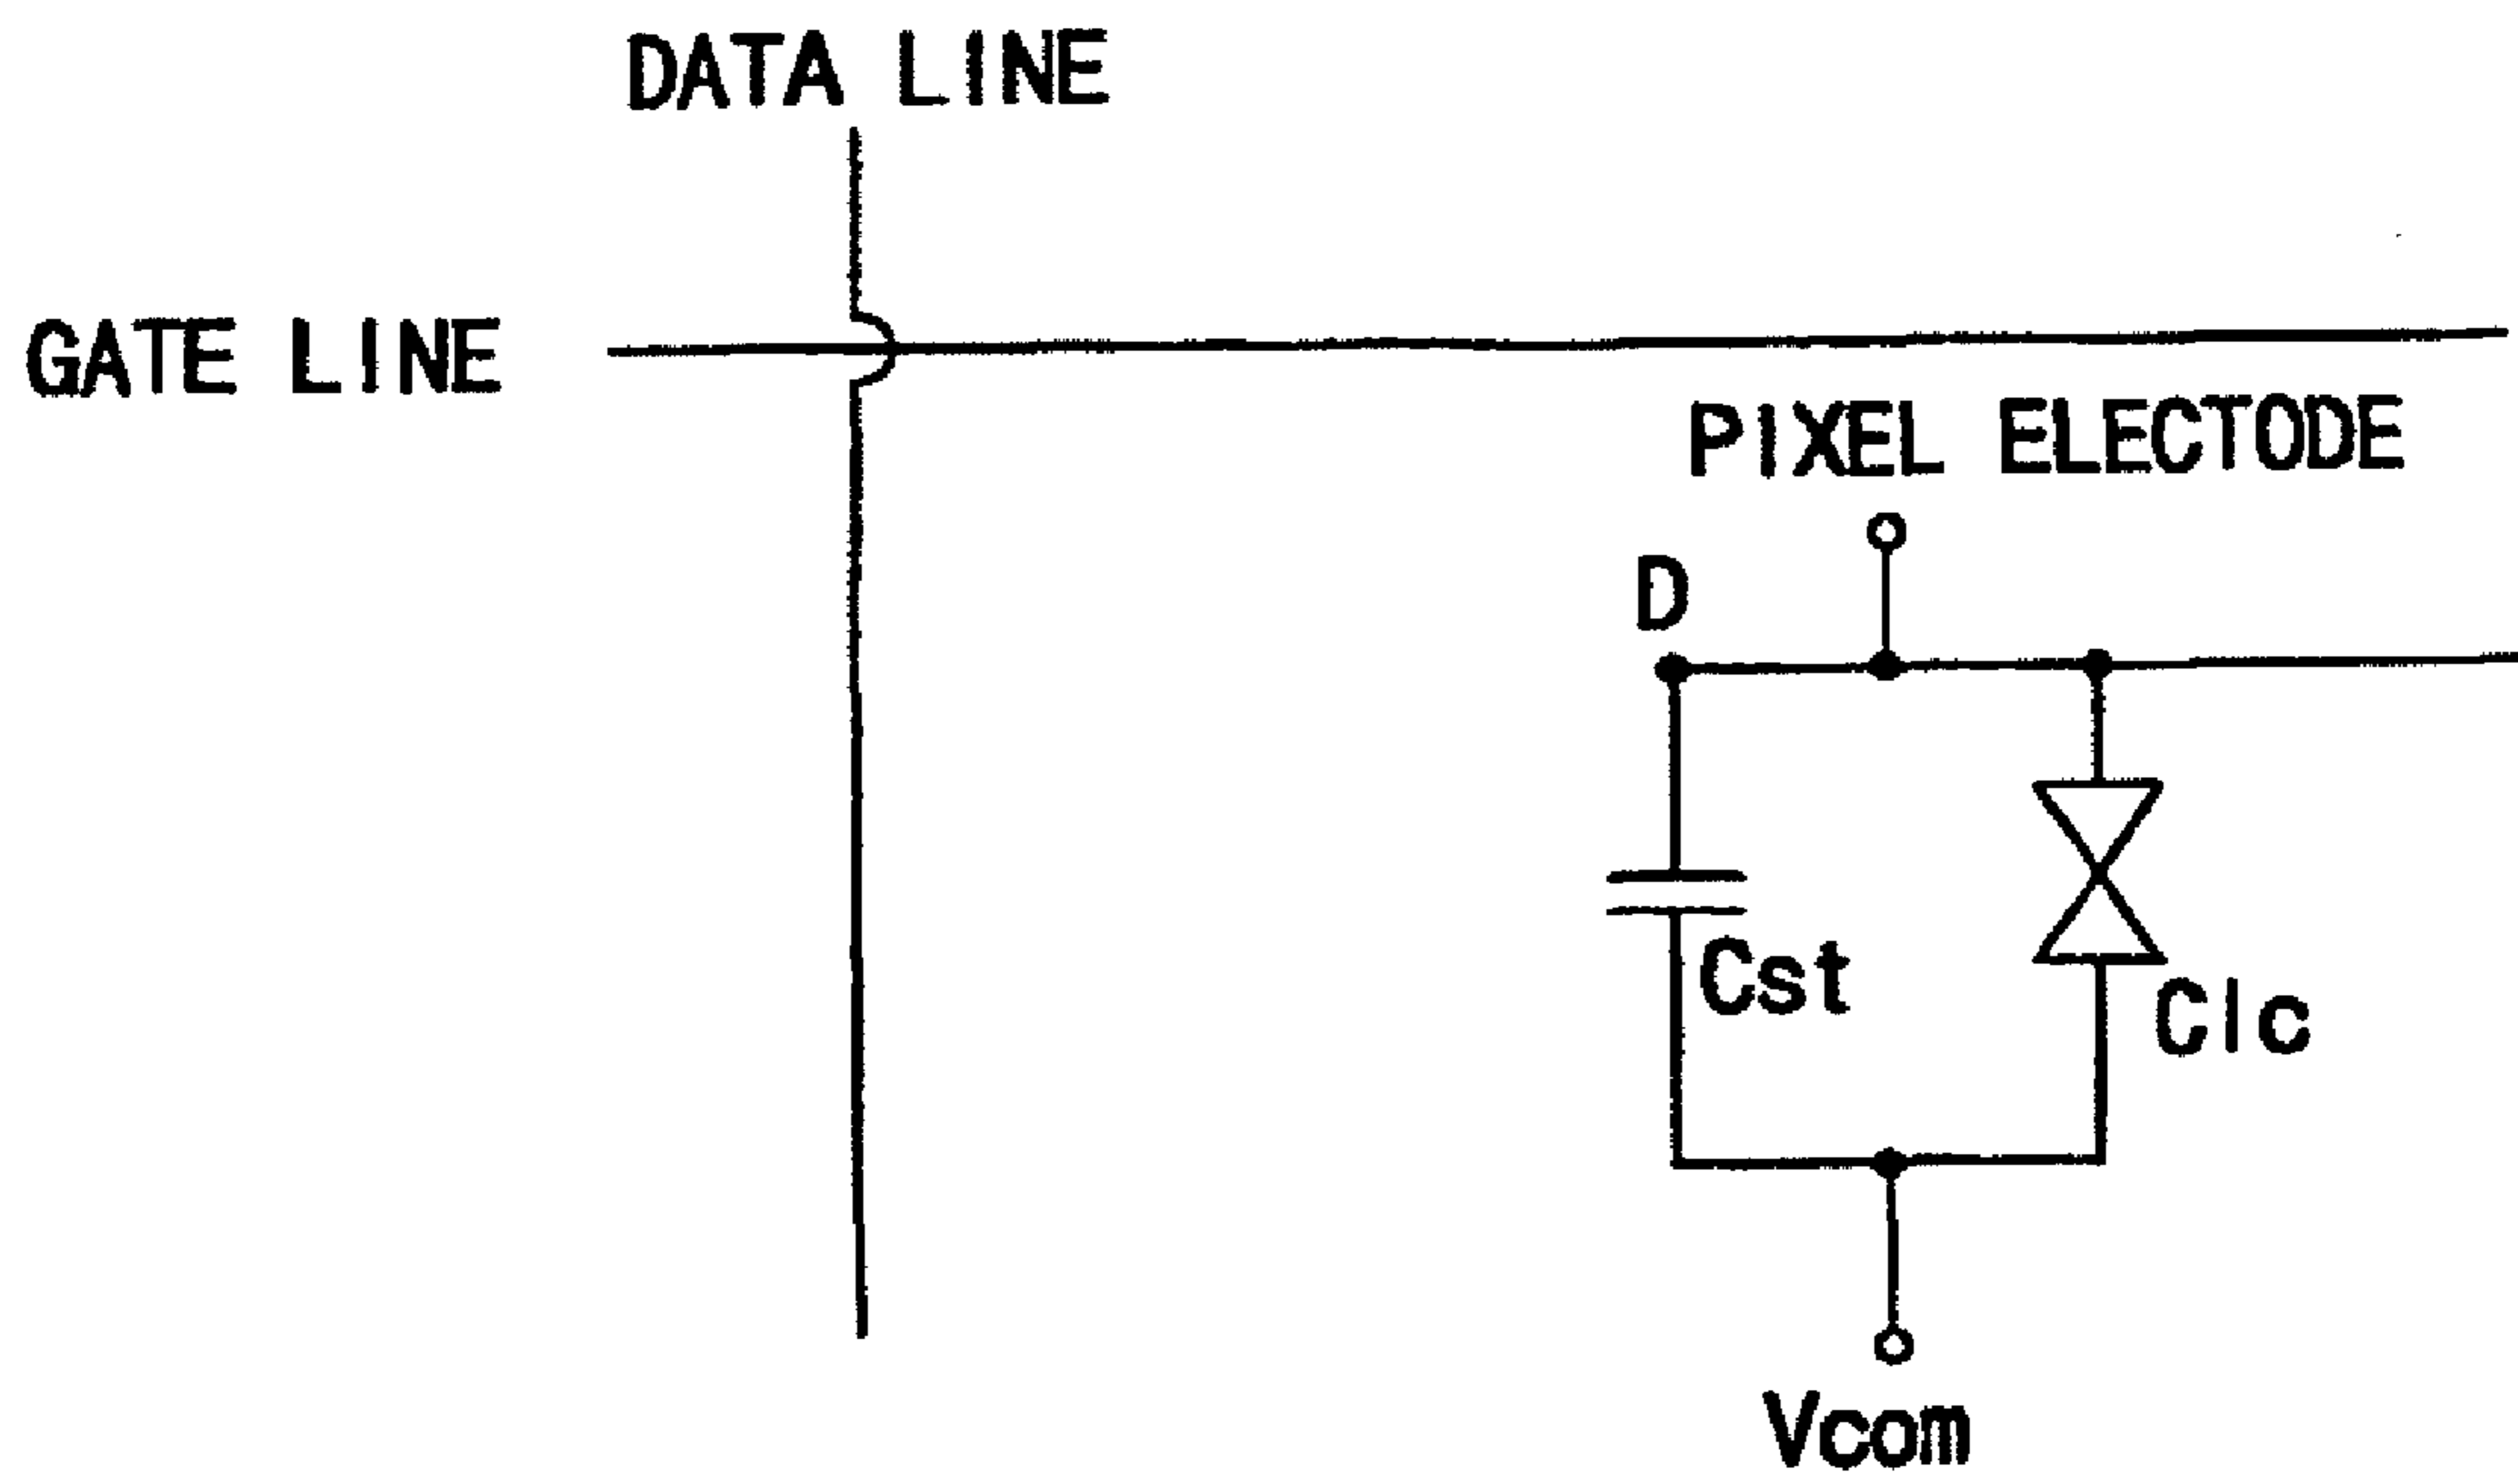 DATA LINE
GATE LINE
PIXEL ELECTODE
D
Cst
Clc
Vcom